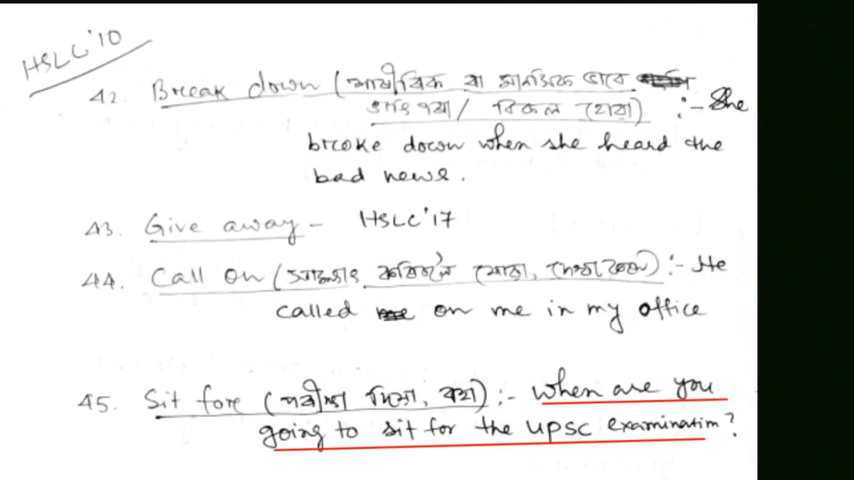 HSLC'10
42. Break down (শাৰীৰিক বা মানসিক ভাবে
ভাগি পৰা / বিকল হোৱা) :- She
broke down when she heard the
bad news.
43. Give away - HSLC'17
44. Call on (সাক্ষাৎ কৰিবলৈ যোৱা, দেখা কৰা) :- He
called on me in my office
45. Sit fore (পৰীক্ষা দিয়া, বহা) :- When are you
going to sit for the UPSC examination?